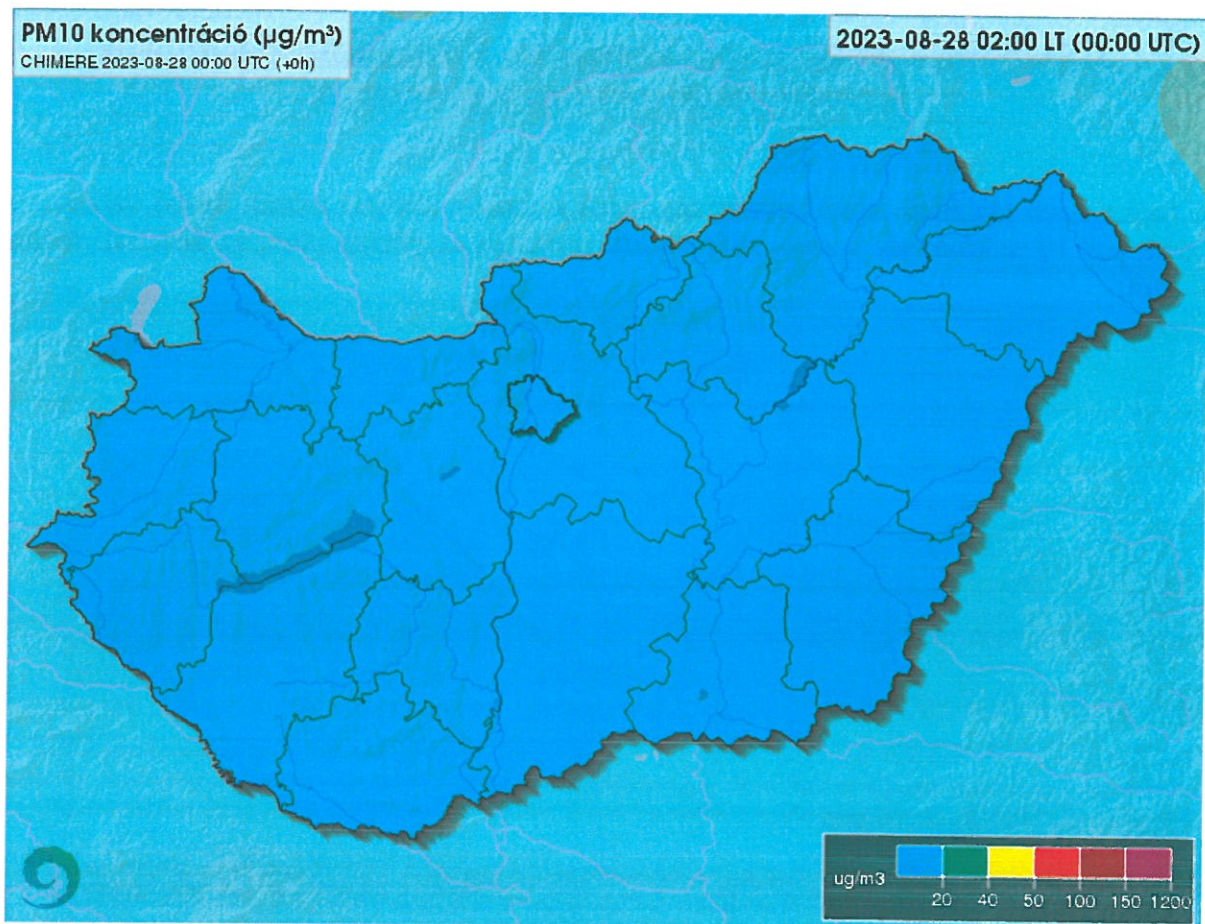 PM10 koncentráció (µg/m³)
CHIMERE 2023-08-28 00:00 UTC (+0h)
2023-08-28 02:00 LT (00:00 UTC)
ug/m3
20 40 50 100 150 1200